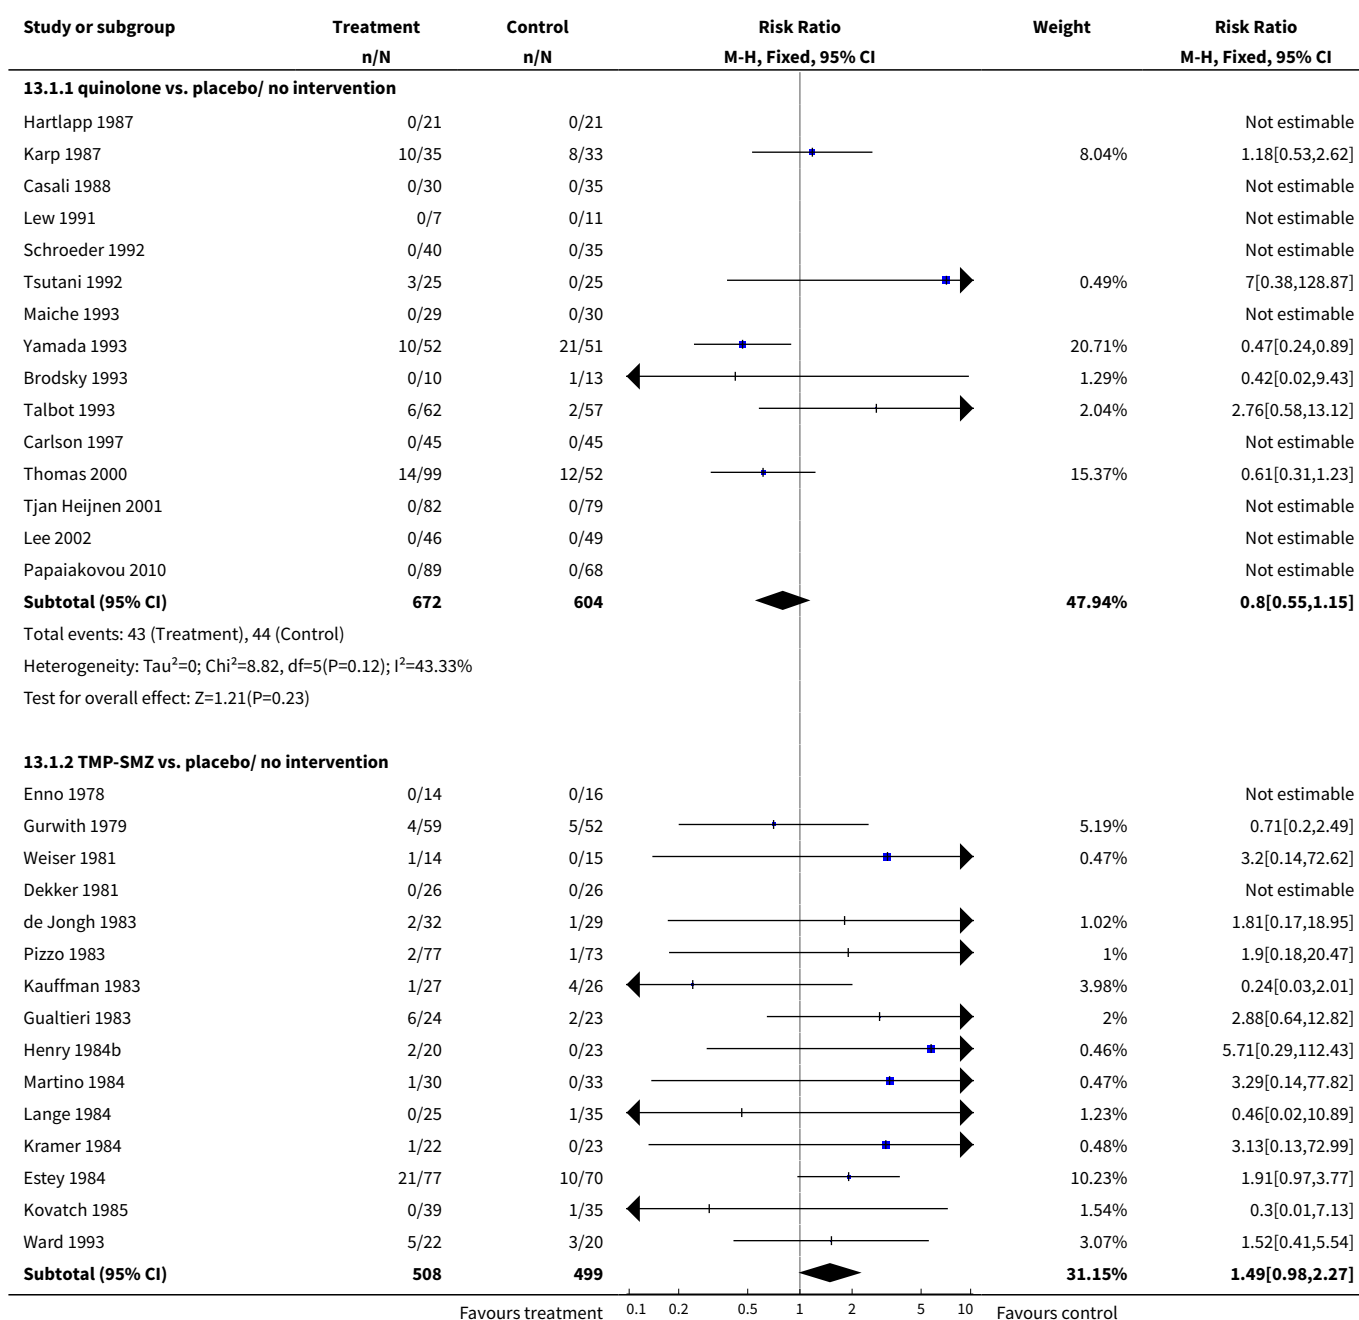 Study or subgroup Treatment Control Risk Ratio Weight Risk Ratio
n/N n/N M-H, Fixed, 95% CI M-H, Fixed, 95% CI
13.1.1 quinolone vs. placebo/ no intervention
Hartlapp 1987 0/21 0/21 Not estimable
Karp 1987 10/35 8/33 8.04% 1.18[0.53,2.62]
Casali 1988 0/30 0/35 Not estimable
Lew 1991 0/7 0/11 Not estimable
Schroeder 1992 0/40 0/35 Not estimable
Tsutani 1992 3/25 0/25 0.49% 7[0.38,128.87]
Maiche 1993 0/29 0/30 Not estimable
Yamada 1993 10/52 21/51 20.71% 0.47[0.24,0.89]
Brodsky 1993 0/10 1/13 1.29% 0.42[0.02,9.43]
Talbot 1993 6/62 2/57 2.04% 2.76[0.58,13.12]
Carlson 1997 0/45 0/45 Not estimable
Thomas 2000 14/99 12/52 15.37% 0.61[0.31,1.23]
Tjan Heijnen 2001 0/82 0/79 Not estimable
Lee 2002 0/46 0/49 Not estimable
Papaiakovou 2010 0/89 0/68 Not estimable
Subtotal (95% CI) 672 604 47.94% 0.8[0.55,1.15]
Total events: 43 (Treatment), 44 (Control)
Heterogeneity: Tau²=0; Chi²=8.82, df=5(P=0.12); I²=43.33%
Test for overall effect: Z=1.21(P=0.23)
13.1.2 TMP-SMZ vs. placebo/ no intervention
Enno 1978 0/14 0/16 Not estimable
Gurwith 1979 4/59 5/52 5.19% 0.71[0.2,2.49]
Weiser 1981 1/14 0/15 0.47% 3.2[0.14,72.62]
Dekker 1981 0/26 0/26 Not estimable
de Jongh 1983 2/32 1/29 1.02% 1.81[0.17,18.95]
Pizzo 1983 2/77 1/73 1% 1.9[0.18,20.47]
Kauffman 1983 1/27 4/26 3.98% 0.24[0.03,2.01]
Gualtieri 1983 6/24 2/23 2% 2.88[0.64,12.82]
Henry 1984b 2/20 0/23 0.46% 5.71[0.29,112.43]
Martino 1984 1/30 0/33 0.47% 3.29[0.14,77.82]
Lange 1984 0/25 1/35 1.23% 0.46[0.02,10.89]
Kramer 1984 1/22 0/23 0.48% 3.13[0.13,72.99]
Estey 1984 21/77 10/70 10.23% 1.91[0.97,3.77]
Kovatch 1985 0/39 1/35 1.54% 0.3[0.01,7.13]
Ward 1993 5/22 3/20 3.07% 1.52[0.41,5.54]
Subtotal (95% CI) 508 499 31.15% 1.49[0.98,2.27]
Favours treatment 0.1 0.2 0.5 1 2 5 10 Favours control